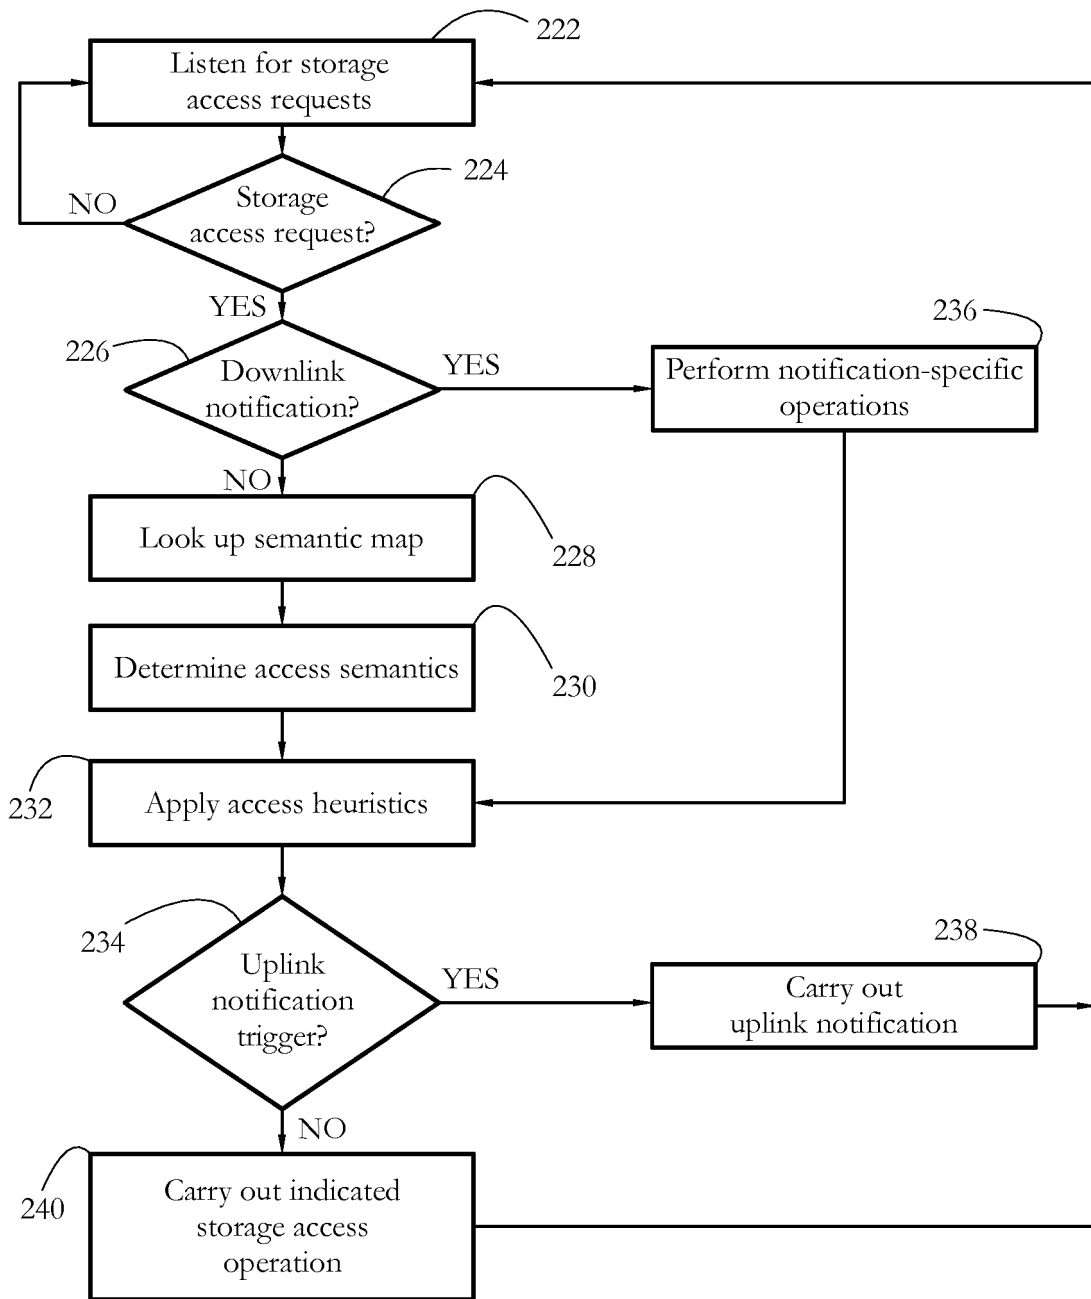 222
Listen for storage
access requests
224
NO
Storage
access request?
YES
226
Downlink
notification?
YES
236
Perform notification-specific
operations
NO
Look up semantic map
228
Determine access semantics
230
232
Apply access heuristics
234
Uplink
notification
trigger?
YES
238
Carry out
uplink notification
NO
240
Carry out indicated
storage access
operation